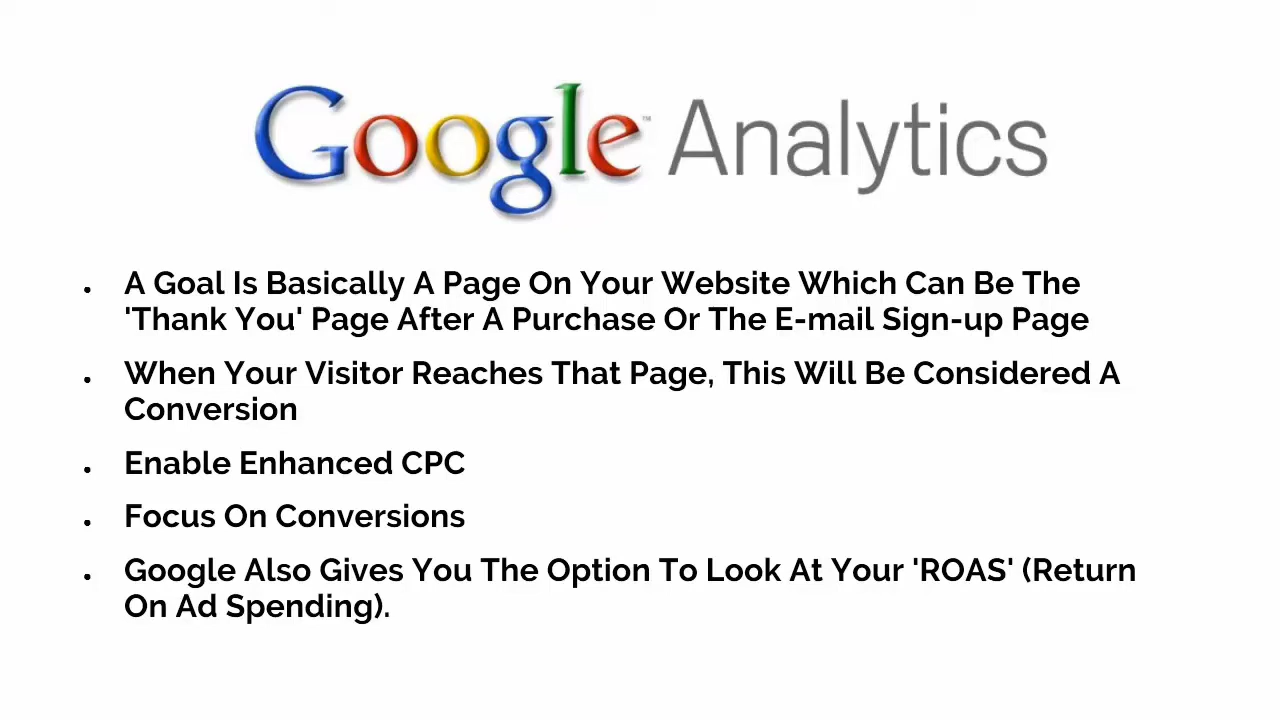 Google™ Analytics
• A Goal Is Basically A Page On Your Website Which Can Be The
'Thank You' Page After A Purchase Or The E-mail Sign-up Page
• When Your Visitor Reaches That Page, This Will Be Considered A
Conversion
• Enable Enhanced CPC
• Focus On Conversions
• Google Also Gives You The Option To Look At Your 'ROAS' (Return
On Ad Spending).